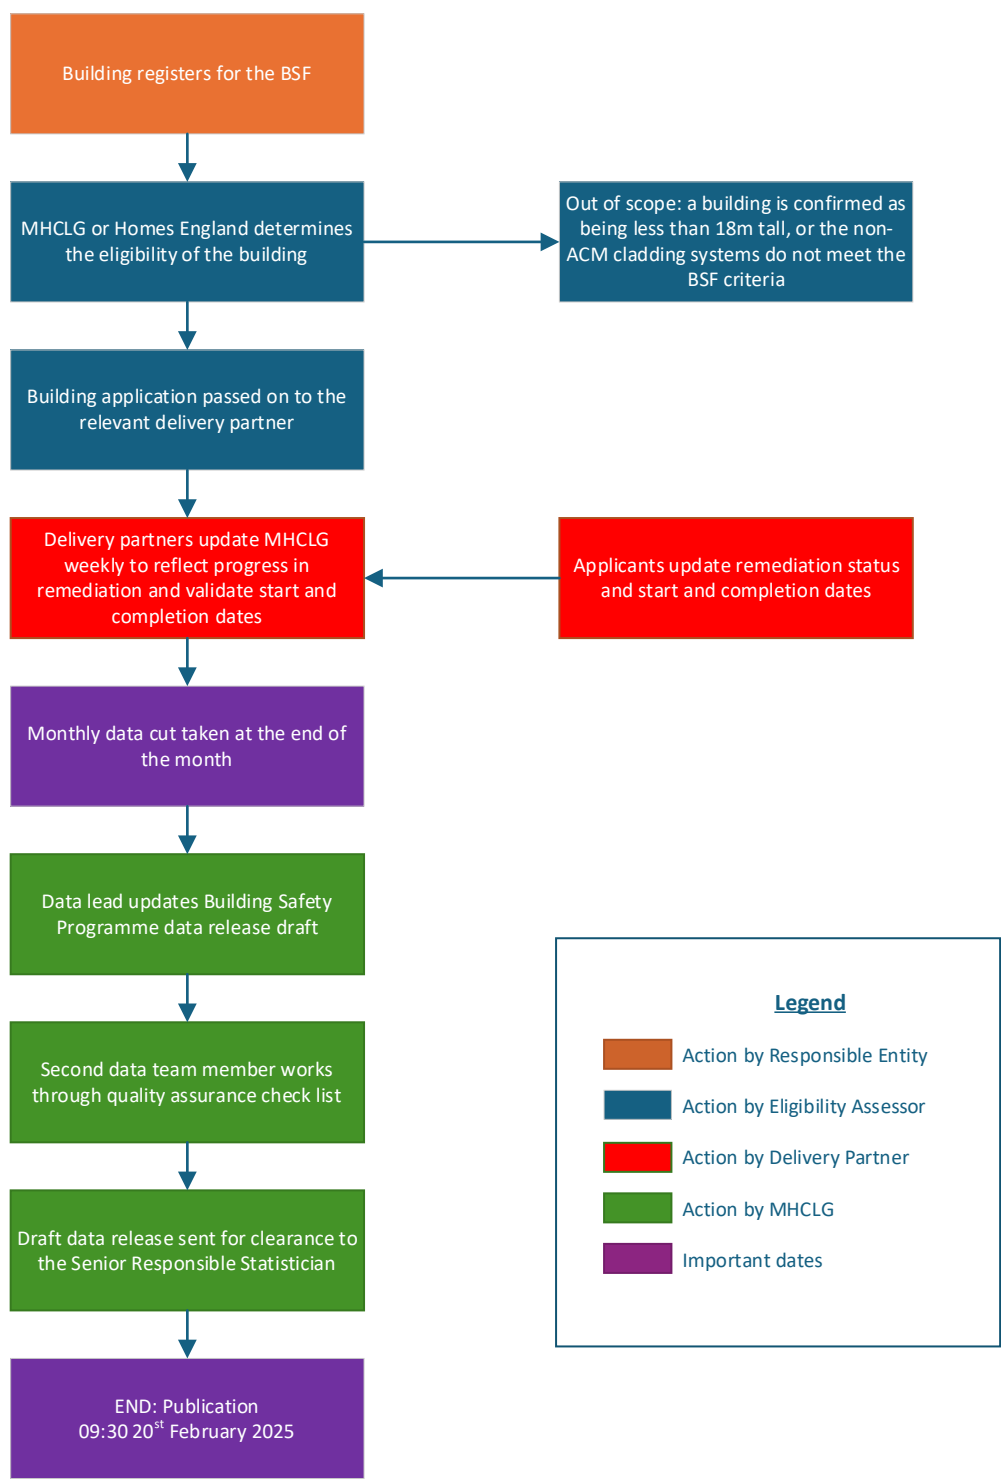 Building registers for the BSF
MHCLG or Homes England determines
the eligibility of the building
Out of scope: a building is confirmed as
being less than 18m tall, or the non-
ACM cladding systems do not meet the
BSF criteria
Building application passed on to the
relevant delivery partner
Delivery partners update MHCLG
weekly to reflect progress in
remediation and validate start and
completion dates
Applicants update remediation status
and start and completion dates
Monthly data cut taken at the end of
the month
Data lead updates Building Safety
Programme data release draft
Second data team member works
through quality assurance check list
Draft data release sent for clearance to
the Senior Responsible Statistician
END: Publication
09:30 20st February 2025
Legend
Action by Responsible Entity
Action by Eligibility Assessor
Action by Delivery Partner
Action by MHCLG
Important dates